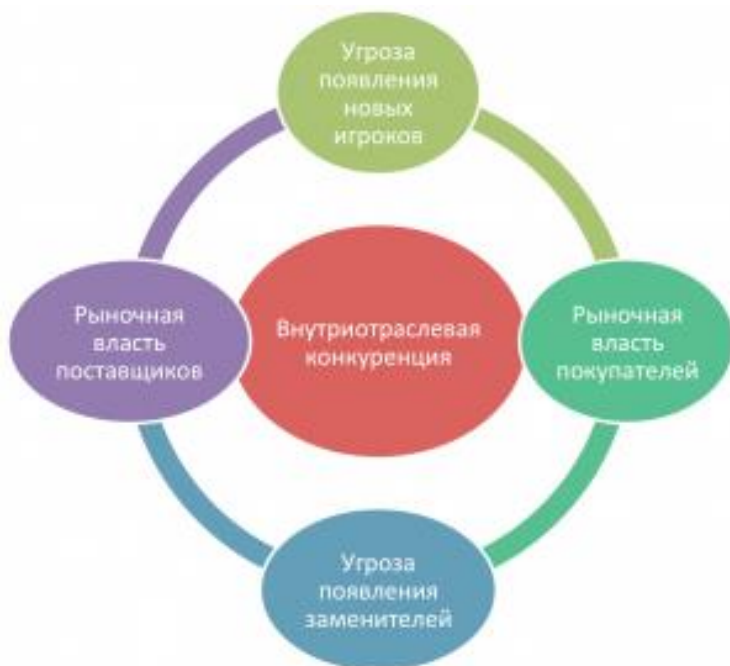 Угроза
появления
новых
игроков
Рыночная
власть
поставщиков
Внутриотраслевая
конкуренция
Рыночная
власть
покупателей
Угроза
появления
заменителей